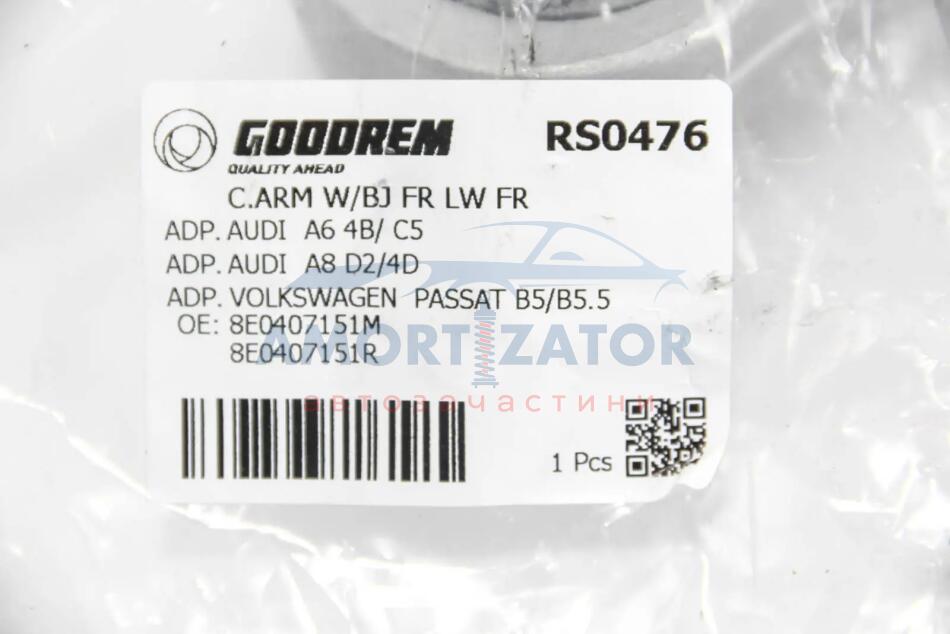 GOODREM
QUALITY AHEAD
RS0476
C.ARM W/BJ FR LW FR
ADP. AUDI A6 4B/ C5
ADP. AUDI A8 D2/4D
ADP. VOLKSWAGEN PASSAT B5/B5.5
OE: 8E0407151M
8E0407151R
AMORTIZATOR
автозапчастини
1 Pcs